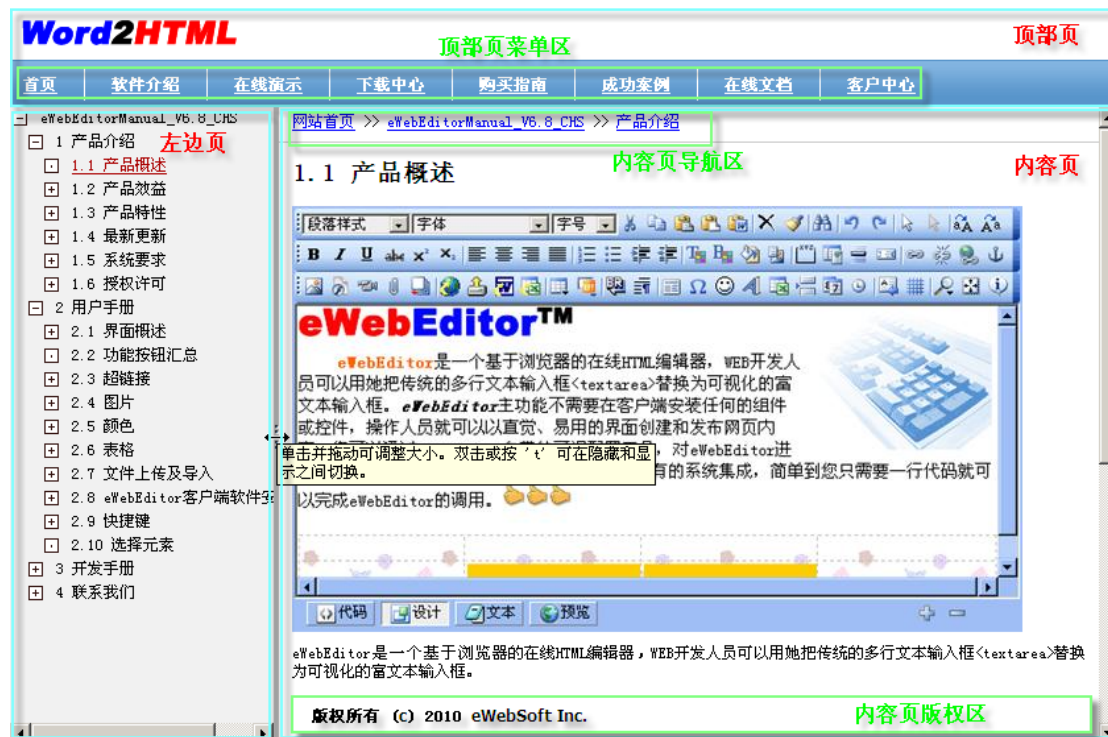 Word2HTML
顶部页菜单区
顶部页
首页 软件介绍 在线演示 下载中心 购买指南 成功案例 在线文档 客户中心
eWebEditorManual_V6.8_CHS
1 产品介绍
左边页
1.1 产品概述
1.2 产品效益
1.3 产品特性
1.4 最新更新
1.5 系统要求
1.6 授权许可
2 用户手册
2.1 界面概述
2.2 功能按钮汇总
2.3 超链接
2.4 图片
2.5 颜色
2.6 表格
2.7 文件上传及导入
2.8 eWebEditor客户端软件安
2.9 快捷键
2.10 选择元素
3 开发手册
4 联系我们
网站首页 >> eWebEditorManual_V6.8_CHS >> 产品介绍
内容页导航区
内容页
1.1 产品概述
段落样式 字体 字号
eWebEditor™
eWebEditor是一个基于浏览器的在线HTML编辑器，WEB开发人
员可以用她把传统的多行文本输入框<textarea>替换为可视化的富
文本输入框。eWebEditor主功能不需要在客户端安装任何的组件
或控件，操作人员就可以以直觉、易用的界面创建和发布网页内
，对eWebEditor进
单击并拖动可调整大小。双击或按 't' 可在隐藏和显
示之间切换。
有的系统集成，简单到您只需要一行代码就可
以完成eWebEditor的调用。
代码 设计 文本 预览
eWebEditor是一个基于浏览器的在线HTML编辑器，WEB开发人员可以用她把传统的多行文本输入框<textarea>替换
为可视化的富文本输入框。
版权所有 (c) 2010 eWebSoft Inc.
内容页版权区